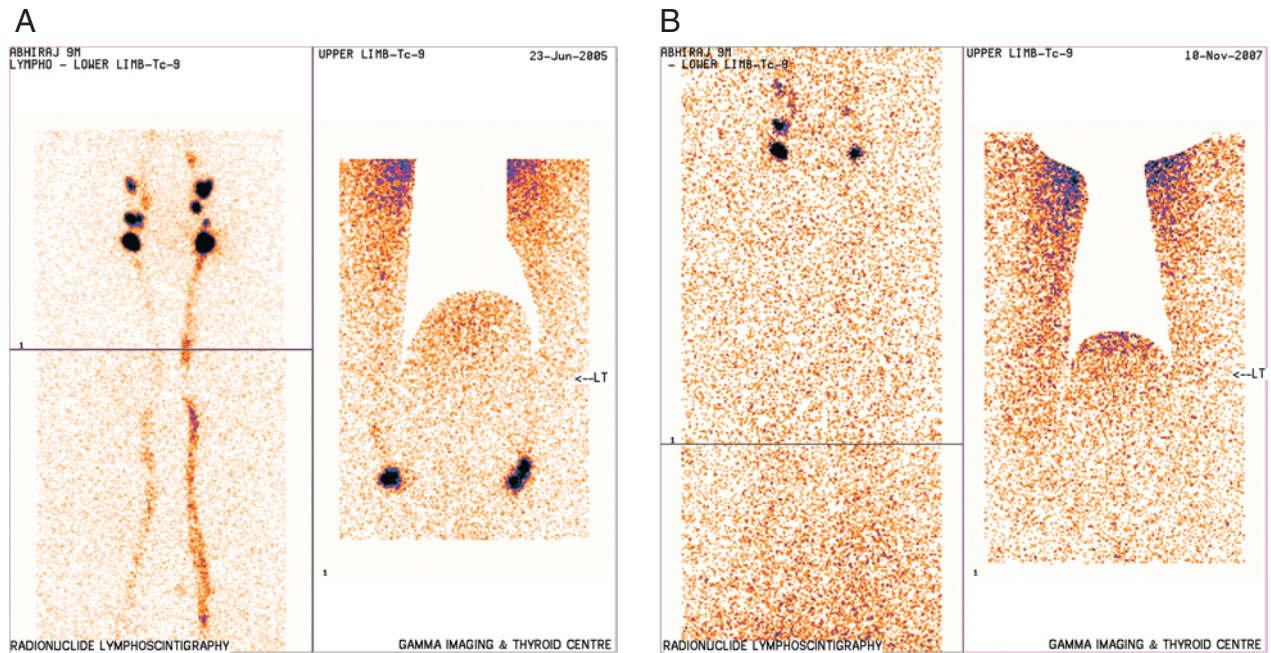 A
ABHIRAJ 9M
LYMPHO - LOWER LIMB-Tc-9
UPPER LIMB-Tc-9 23-Jun-2005
1
<--LT
1
RADIONUCLIDE LYMPHOSCINTIGRAPHY
GAMMA IMAGING & THYROID CENTRE
B
ABHIRAJ 9M
- LOWER LIMB-Tc-9
UPPER LIMB-Tc-9 10-Nov-2007
<--LT
1
1
RADIONUCLIDE LYMPHOSCINTIGRAPHY
GAMMA IMAGING & THYROID CENTRE